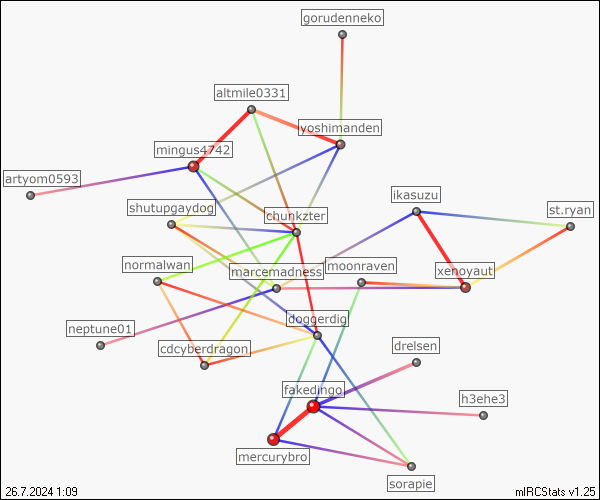 gorudenneko
altmile0331
yoshimanden
mingus4742
artyom0593
ikasuzu
shutupgaydog
chunkzter
st.ryan
normalwan
marcemadness
moonraven
xenoyaut
neptune01
doggerdig
cdcyberdragon
drelsen
fakedingo
h3ehe3
mercurybro
sorapie
26.7.2024 1:09
mIRCStats v1.25